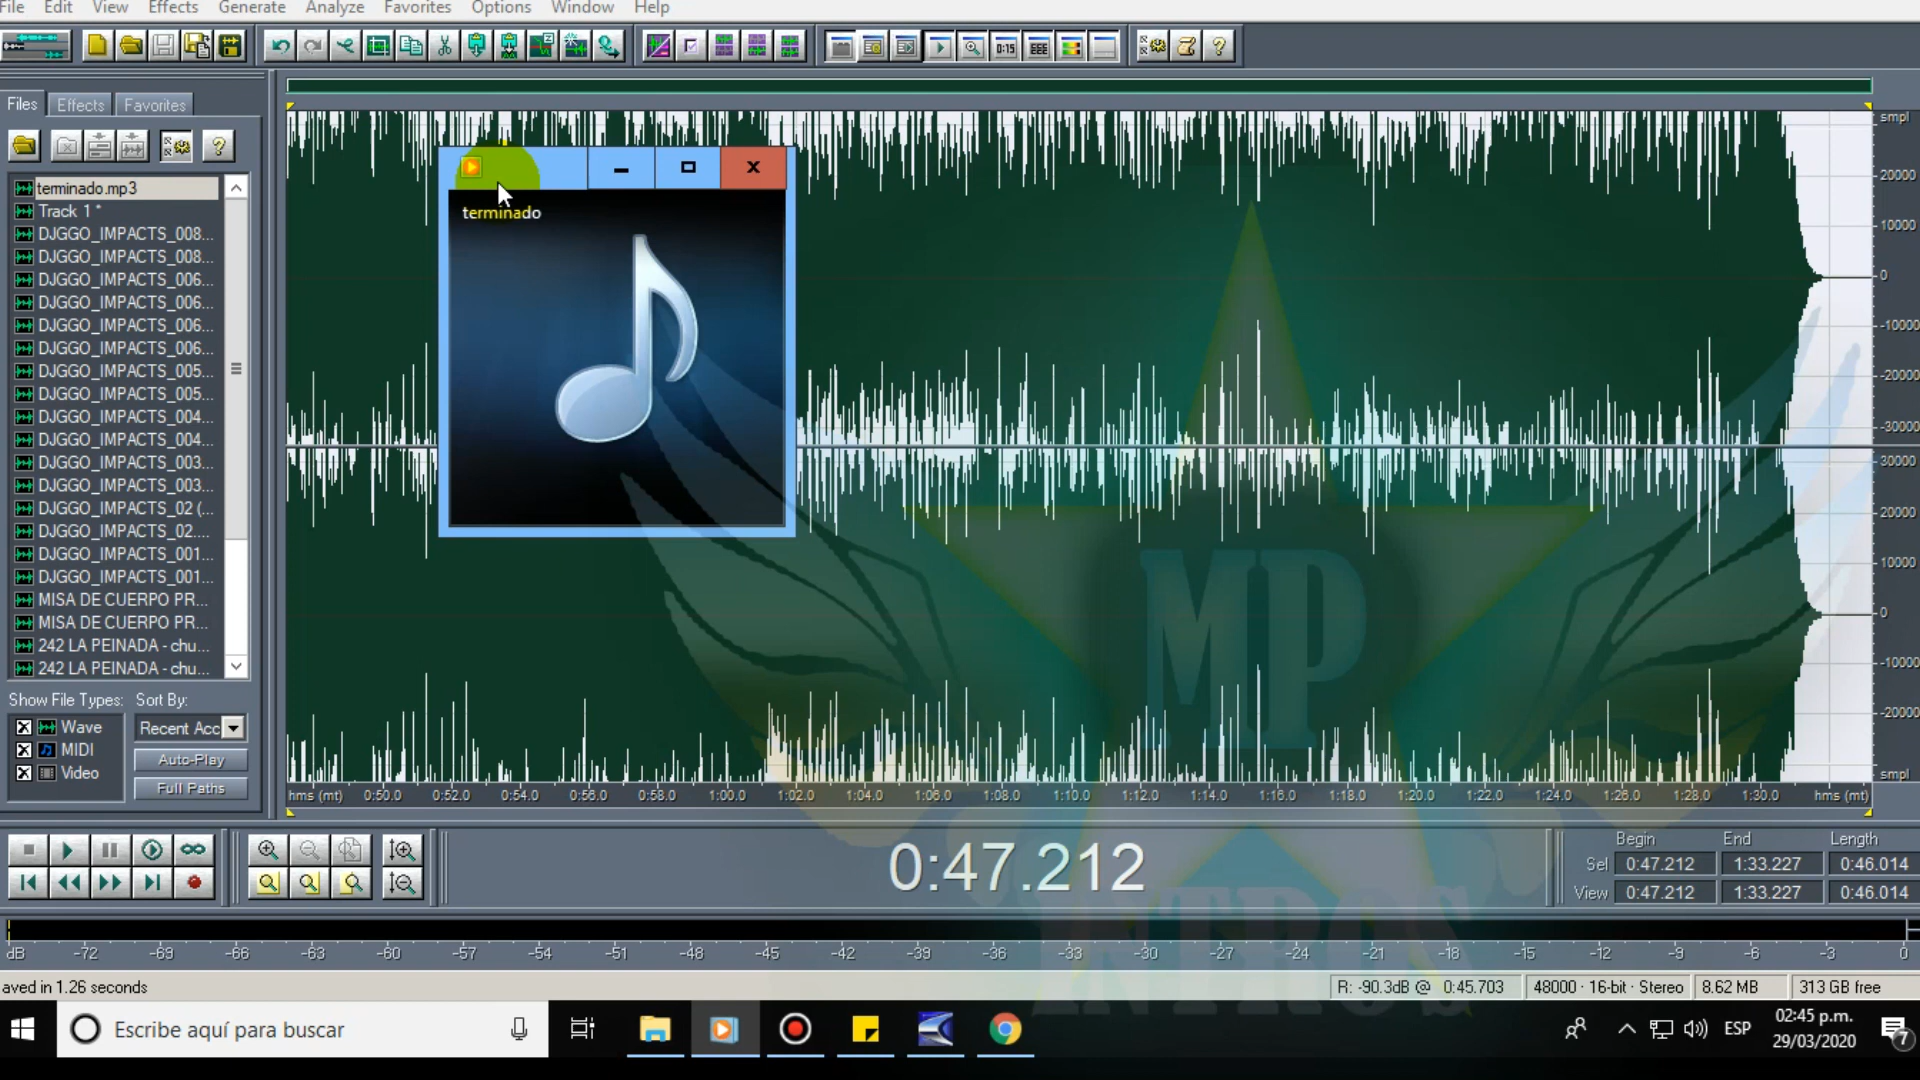 File Edit View Effects Generate Analyze Favorites Options Window Help
0:15
Files Effects Favorites
terminado.mp3
Track 1 *
DJGGO_IMPACTS_008...
DJGGO_IMPACTS_008...
DJGGO_IMPACTS_006...
DJGGO_IMPACTS_006...
DJGGO_IMPACTS_006...
DJGGO_IMPACTS_006...
DJGGO_IMPACTS_005...
DJGGO_IMPACTS_005...
DJGGO_IMPACTS_004...
DJGGO_IMPACTS_004...
DJGGO_IMPACTS_003...
DJGGO_IMPACTS_003...
DJGGO_IMPACTS_02 (...
DJGGO_IMPACTS_02....
DJGGO_IMPACTS_001...
DJGGO_IMPACTS_001...
MISA DE CUERPO PR...
MISA DE CUERPO PR...
242 LA PEINADA - chu...
242 LA PEINADA - chu...
Show File Types: Sort By:
Wave
MIDI
Video
Recent Acc
Auto-Play
Full Paths
terminado
MP
INTROS
smpl
20000
10000
0
-10000
-20000
-30000
30000
20000
10000
0
-10000
-20000
smpl
hms (mt) 0:50.0 0:52.0 0:54.0 0:56.0 0:58.0 1:00.0 1:02.0 1:04.0 1:06.0 1:08.0 1:10.0 1:12.0 1:14.0 1:16.0 1:18.0 1:20.0 1:22.0 1:24.0 1:26.0 1:28.0 1:30.0 hms (mt)
0:47.212
Begin End Length
Sel 0:47.212 1:33.227 0:46.014
View 0:47.212 1:33.227 0:46.014
dB -72 -69 -66 -63 -60 -57 -54 -51 -48 -45 -42 -39 -36 -33 -30 -27 -24 -21 -18 -15 -12 -9 -6 -3 0
aved in 1.26 seconds
R: -90.3dB @ 0:45.703 48000 · 16-bit · Stereo 8.62 MB 313 GB free
Escribe aquí para buscar
ESP
02:45 p.m.
29/03/2020
7